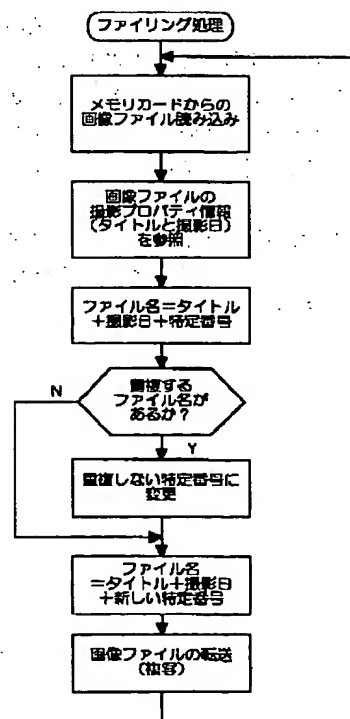 ファイリング処理
メモリカードからの
画像ファイル読み込み
画像ファイルの
撮影プロパティ情報
(タイトルと撮影日)
を参照
ファイル名=タイトル
+撮影日+特定番号
重複する
ファイル名が
あるか?
N
Y
重複しない特定番号に
変更
ファイル名
=タイトル+撮影日
+新しい特定番号
画像ファイルの転送
(複写)